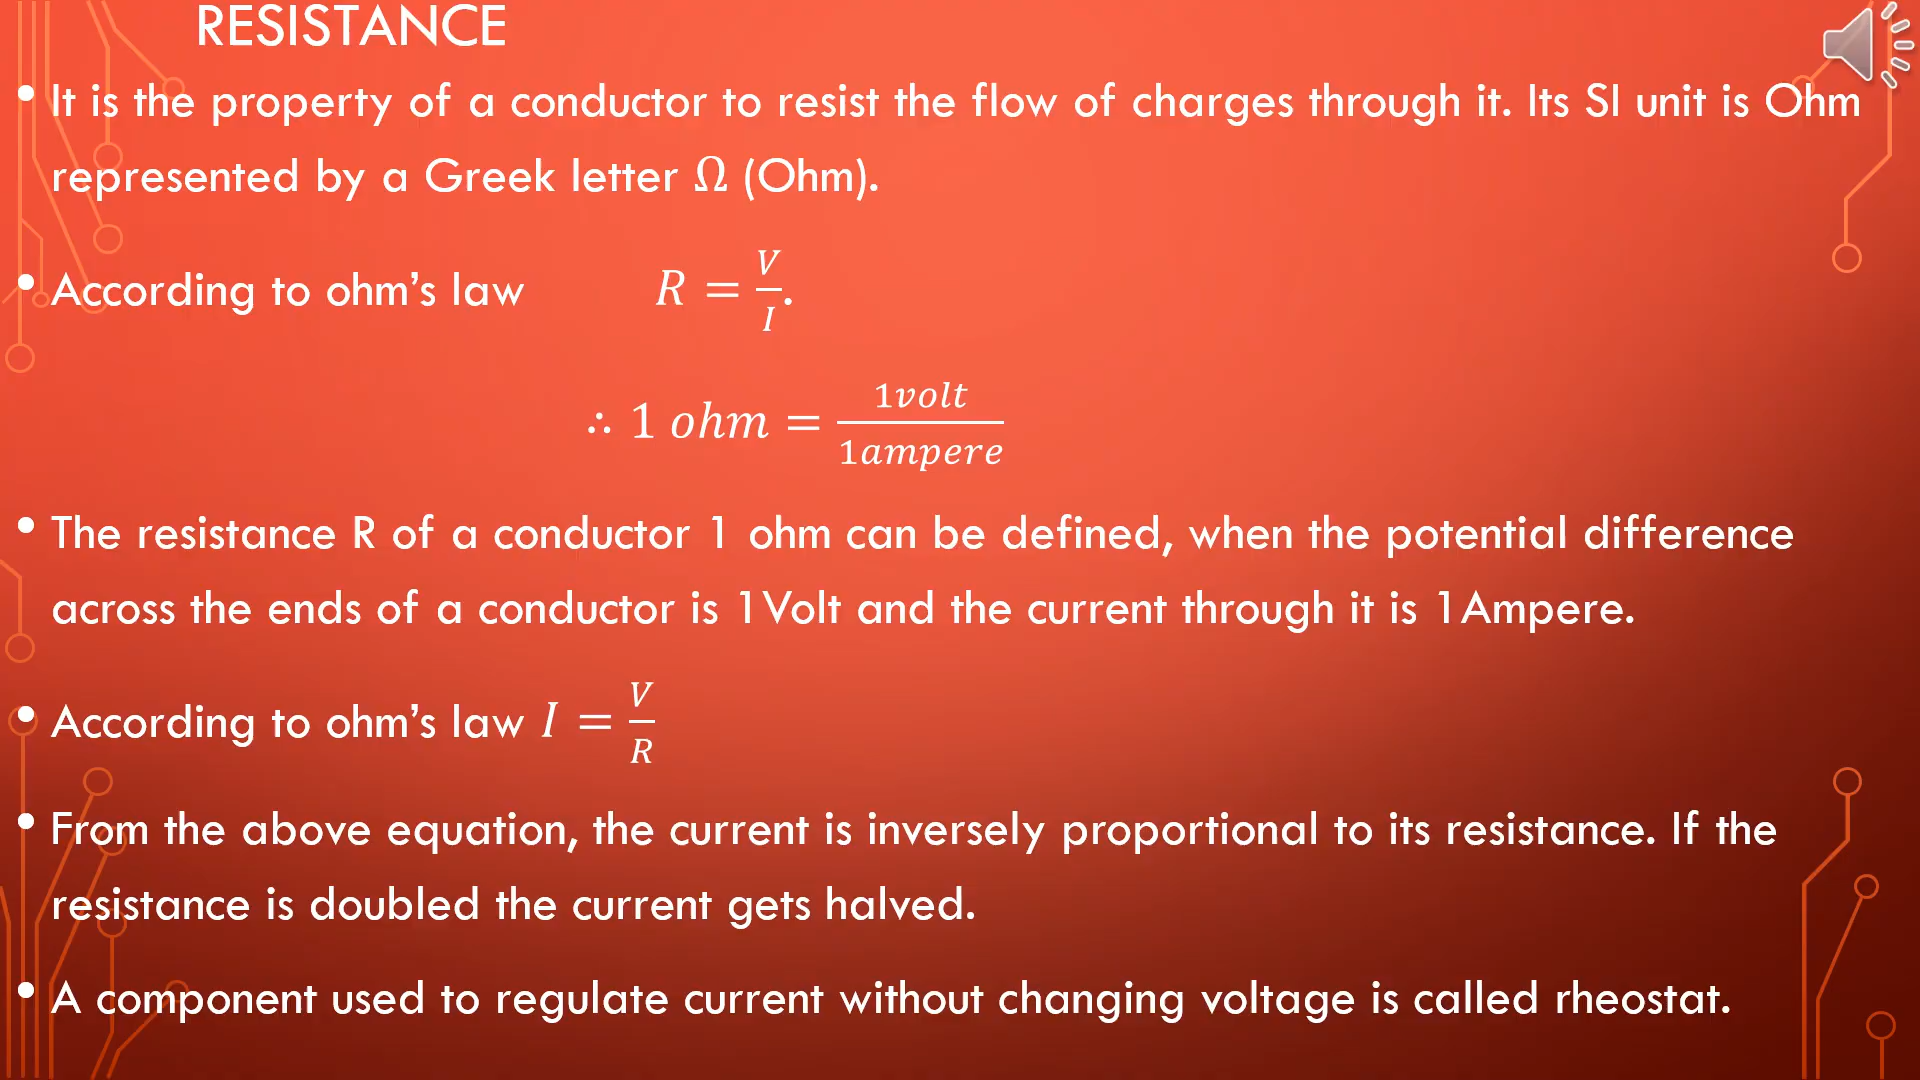 RESISTANCE
• It is the property of a conductor to resist the flow of charges through it. Its SI unit is Ohm
represented by a Greek letter Ω (Ohm).
• According to ohm’s law R = V/I.
∴ 1 ohm = 1volt/1ampere
• The resistance R of a conductor 1 ohm can be defined, when the potential difference
across the ends of a conductor is 1Volt and the current through it is 1Ampere.
• According to ohm’s law I = V/R
• From the above equation, the current is inversely proportional to its resistance. If the
resistance is doubled the current gets halved.
• A component used to regulate current without changing voltage is called rheostat.